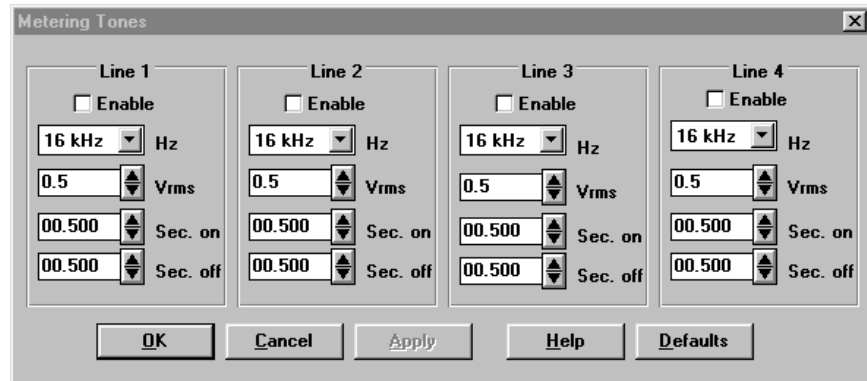 Metering Tones
Line 1
Enable
16 kHz Hz
0.5 Vrms
00.500 Sec. on
00.500 Sec. off
Line 2
Enable
16 kHz Hz
0.5 Vrms
00.500 Sec. on
00.500 Sec. off
Line 3
Enable
16 kHz Hz
0.5 Vrms
00.500 Sec. on
00.500 Sec. off
Line 4
Enable
16 kHz Hz
0.5 Vrms
00.500 Sec. on
00.500 Sec. off
OK Cancel Apply Help Defaults